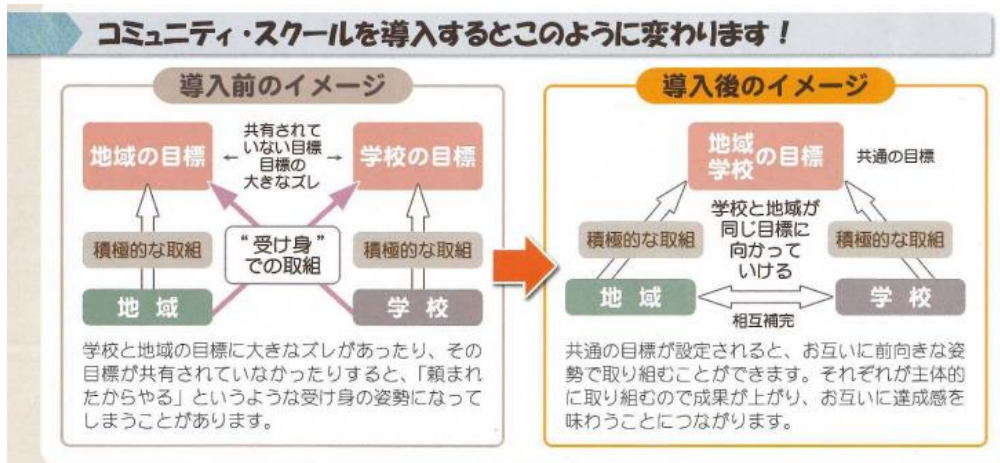 コミュニティ・スクールを導入するとこのように変わります！
導入前のイメージ
地域の目標
共有されて
← いない目標 →
目標の
大きなズレ
学校の目標
積極的な取組
“受け身”
での取組
積極的な取組
地 域
学 校
学校と地域の目標に大きなズレがあったり、その
目標が共有されていなかったりすると、「頼まれ
たからやる」というような受け身の姿勢になって
しまうことがあります。
導入後のイメージ
地域
学校
の目標
共通の目標
学校と地域が
同じ目標に
向かって
いける
積極的な取組
積極的な取組
地 域
学 校
相互補完
共通の目標が設定されると、お互いに前向きな姿
勢で取り組むことができます。それぞれが主体的
に取り組むので成果が上がり、お互いに達成感を
味わうことにつながります。